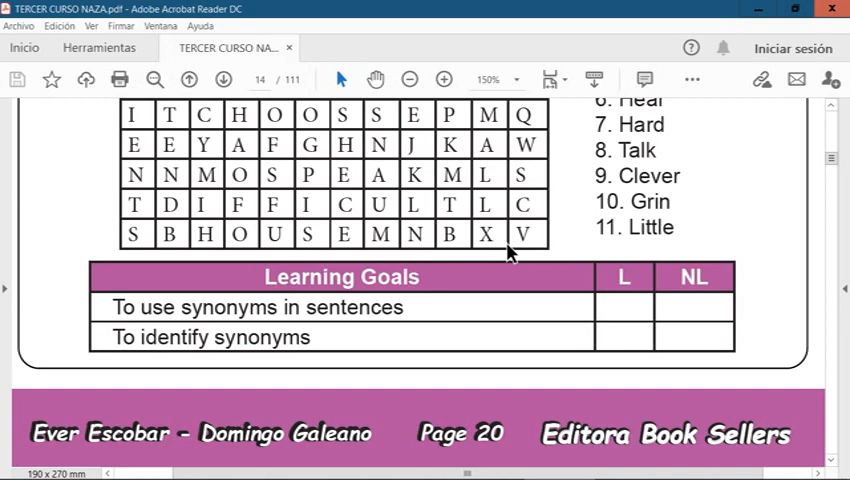 TERCER CURSO NAZA.pdf - Adobe Acrobat Reader DC
Archivo Edición Ver Firmar Ventana Ayuda
Inicio Herramientas TERCER CURSO NA... × Iniciar sesión
14 / 111 150%
I T C H O O S S E P M Q
E E Y A F G H N J K A W
N N M O S P E A K M L S
T D I F F I C U L T L C
S B H O U S E M N B X V
6. Hear
7. Hard
8. Talk
9. Clever
10. Grin
11. Little
Learning Goals L NL
To use synonyms in sentences
To identify synonyms
Ever Escobar - Domingo Galeano Page 20 Editora Book Sellers
190 x 270 mm